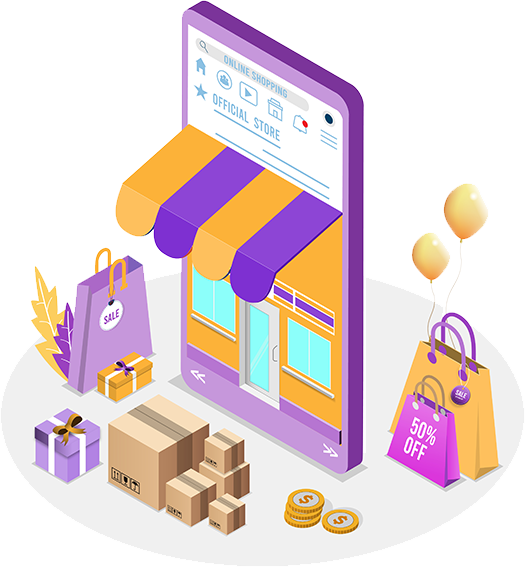 ONLINE SHOPPING
OFFICIAL STORE
SALE
SALE
50%
OFF
$
$